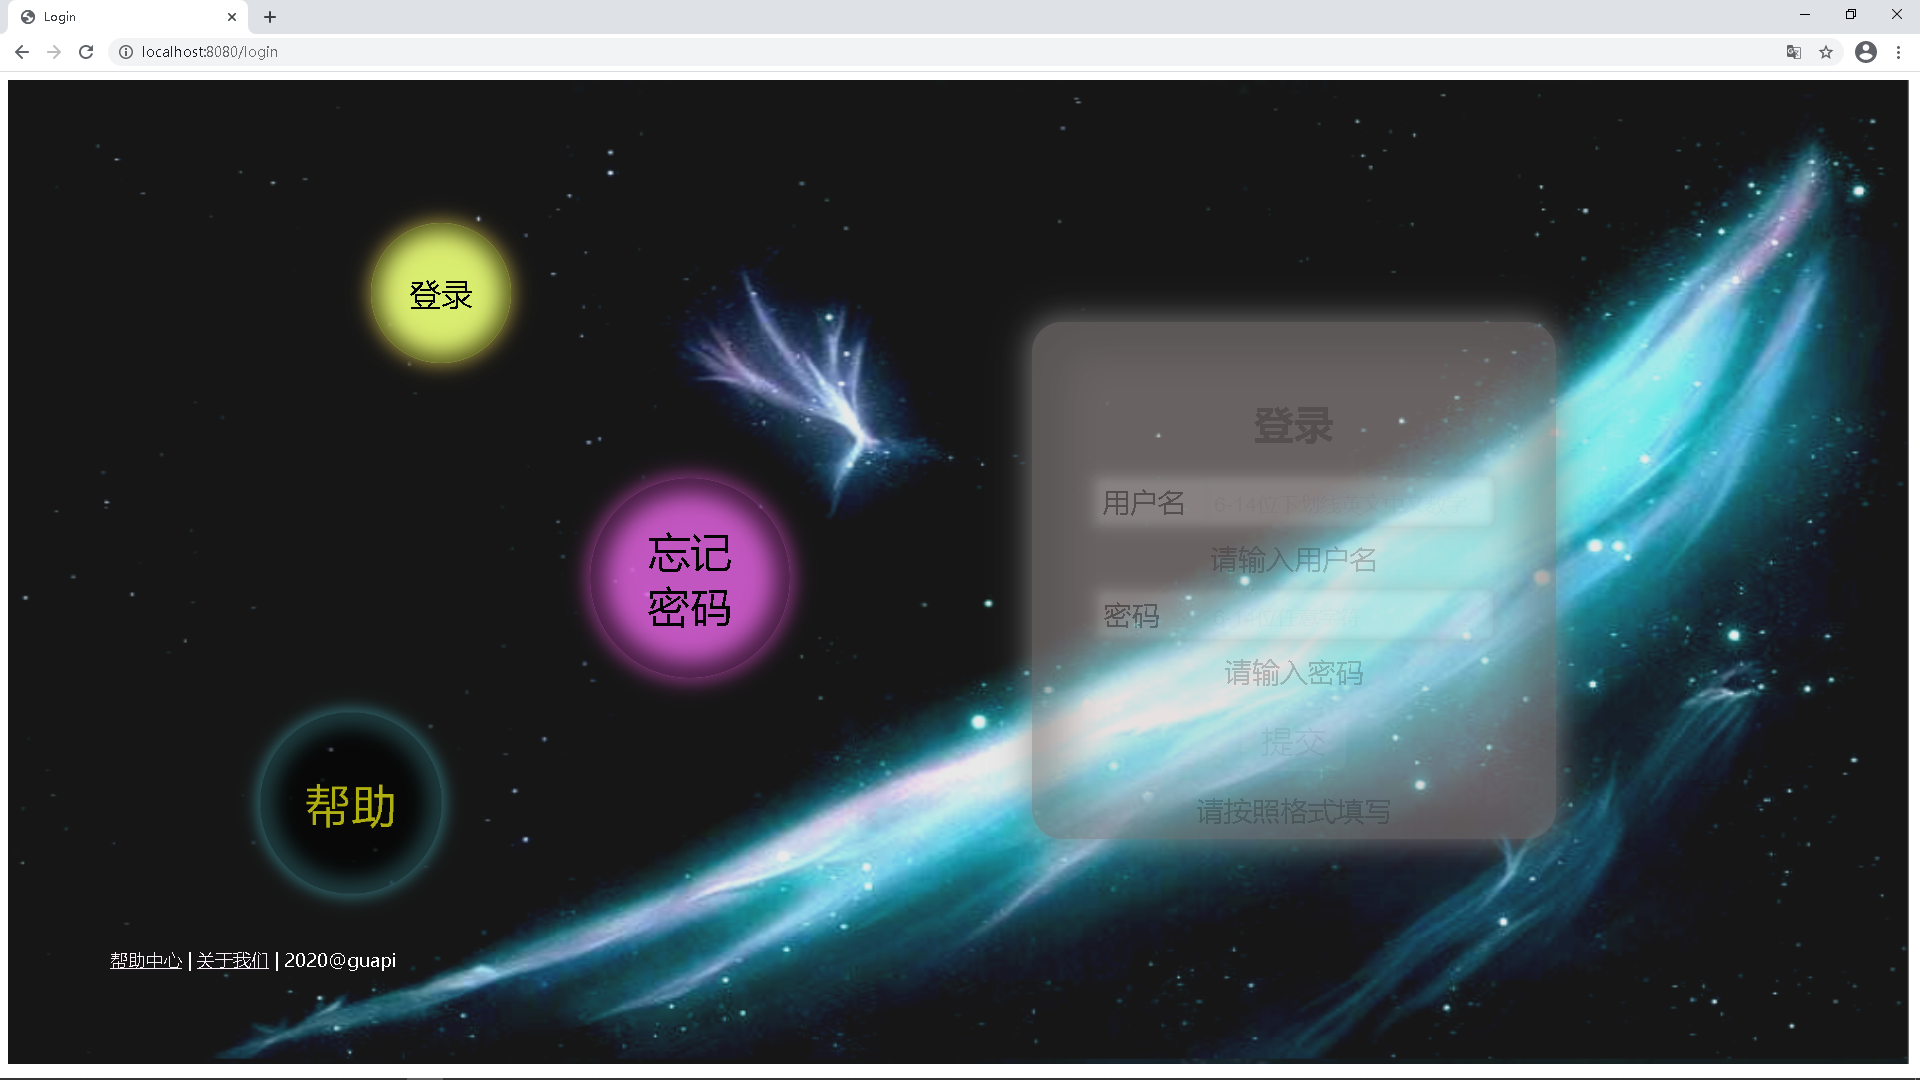 Login
localhost:8080/login
登录
忘记
密码
帮助
登录
用户名
请输入用户名
密码
请输入密码
提交
请按照格式填写
帮助中心 | 关于我们 | 2020@guapi